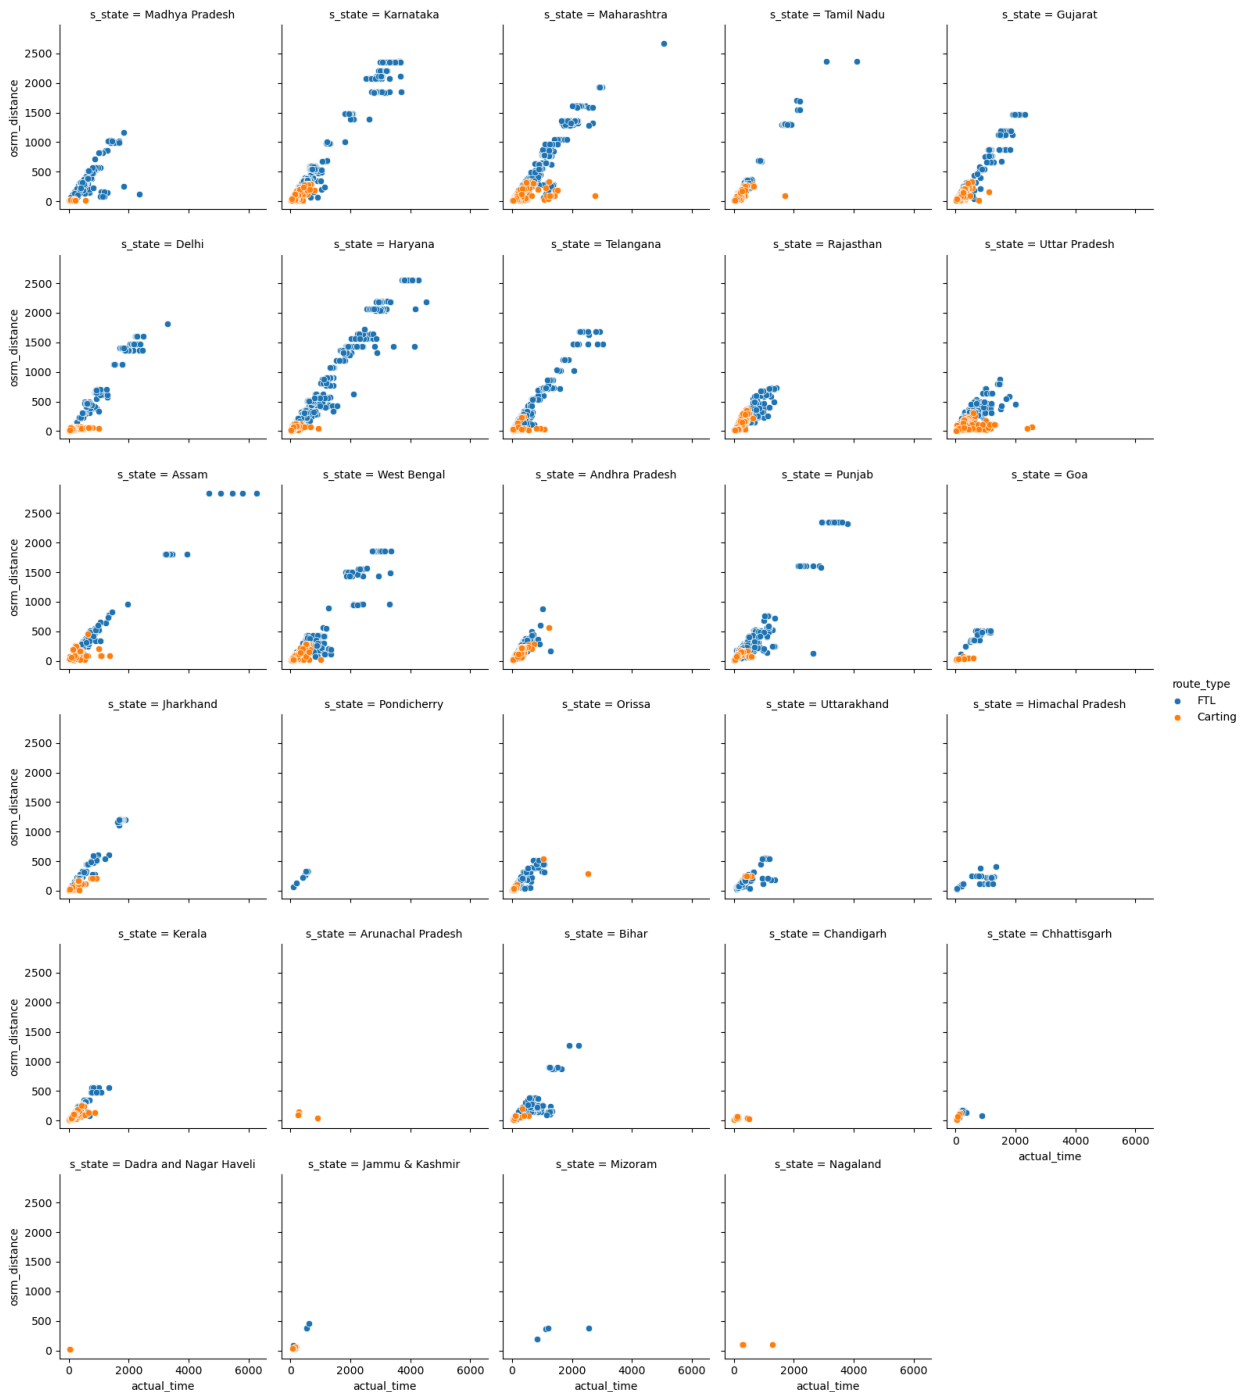 s_state = Madhya Pradesh
s_state = Karnataka
s_state = Maharashtra
s_state = Tamil Nadu
s_state = Gujarat
2500
2000
1500
1000
500
0
osrm_distance
s_state = Delhi
s_state = Haryana
s_state = Telangana
s_state = Rajasthan
s_state = Uttar Pradesh
2500
2000
1500
1000
500
0
osrm_distance
s_state = Assam
s_state = West Bengal
s_state = Andhra Pradesh
s_state = Punjab
s_state = Goa
2500
2000
1500
1000
500
0
osrm_distance
route_type
FTL
Carting
s_state = Jharkhand
s_state = Pondicherry
s_state = Orissa
s_state = Uttarakhand
s_state = Himachal Pradesh
2500
2000
1500
1000
500
0
osrm_distance
s_state = Kerala
s_state = Arunachal Pradesh
s_state = Bihar
s_state = Chandigarh
s_state = Chhattisgarh
2500
2000
1500
1000
500
0
osrm_distance
0 2000 4000 6000
actual_time
s_state = Dadra and Nagar Haveli
s_state = Jammu & Kashmir
s_state = Mizoram
s_state = Nagaland
2500
2000
1500
1000
500
0
osrm_distance
0 2000 4000 6000
actual_time
0 2000 4000 6000
actual_time
0 2000 4000 6000
actual_time
0 2000 4000 6000
actual_time